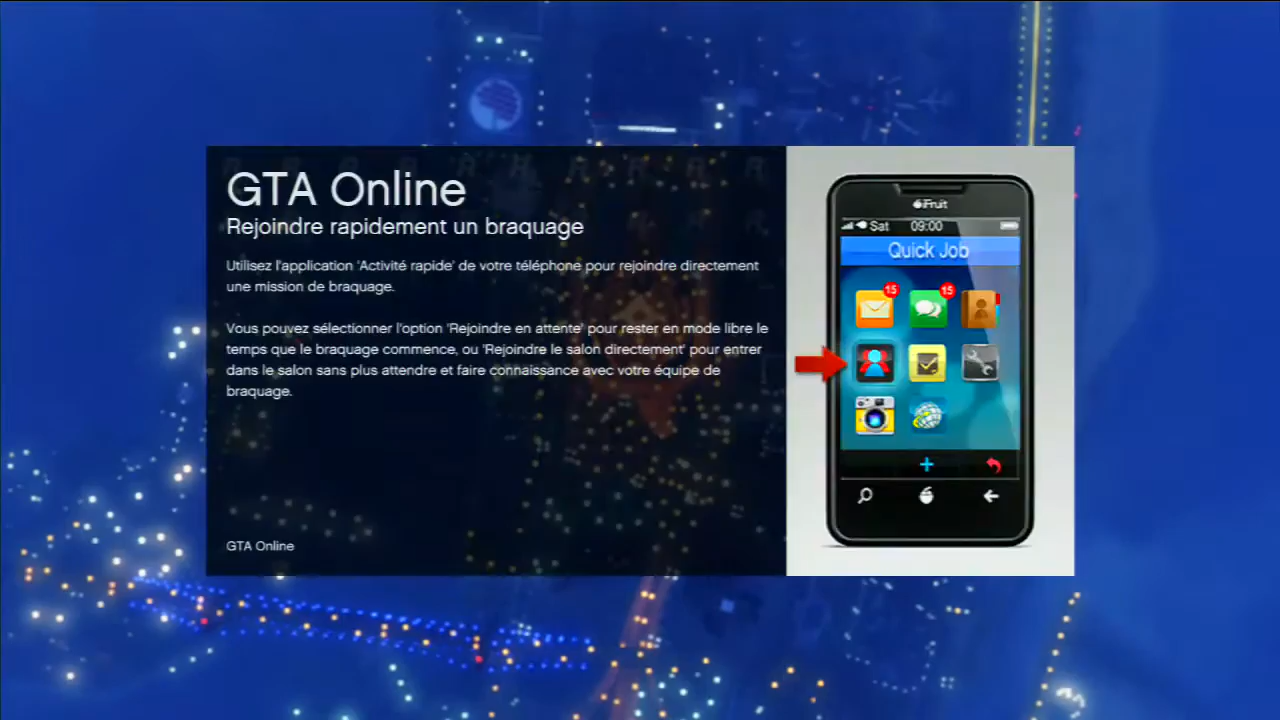 GTA Online
Rejoindre rapidement un braquage
Utilisez l'application 'Activité rapide' de votre téléphone pour rejoindre directement
une mission de braquage.
Vous pouvez sélectionner l'option 'Rejoindre en attente' pour rester en mode libre le
temps que le braquage commence, ou 'Rejoindre le salon directement' pour entrer
dans le salon sans plus attendre et faire connaissance avec votre équipe de
braquage.
GTA Online
iFruit
Sat 09:00
Quick Job
15 15